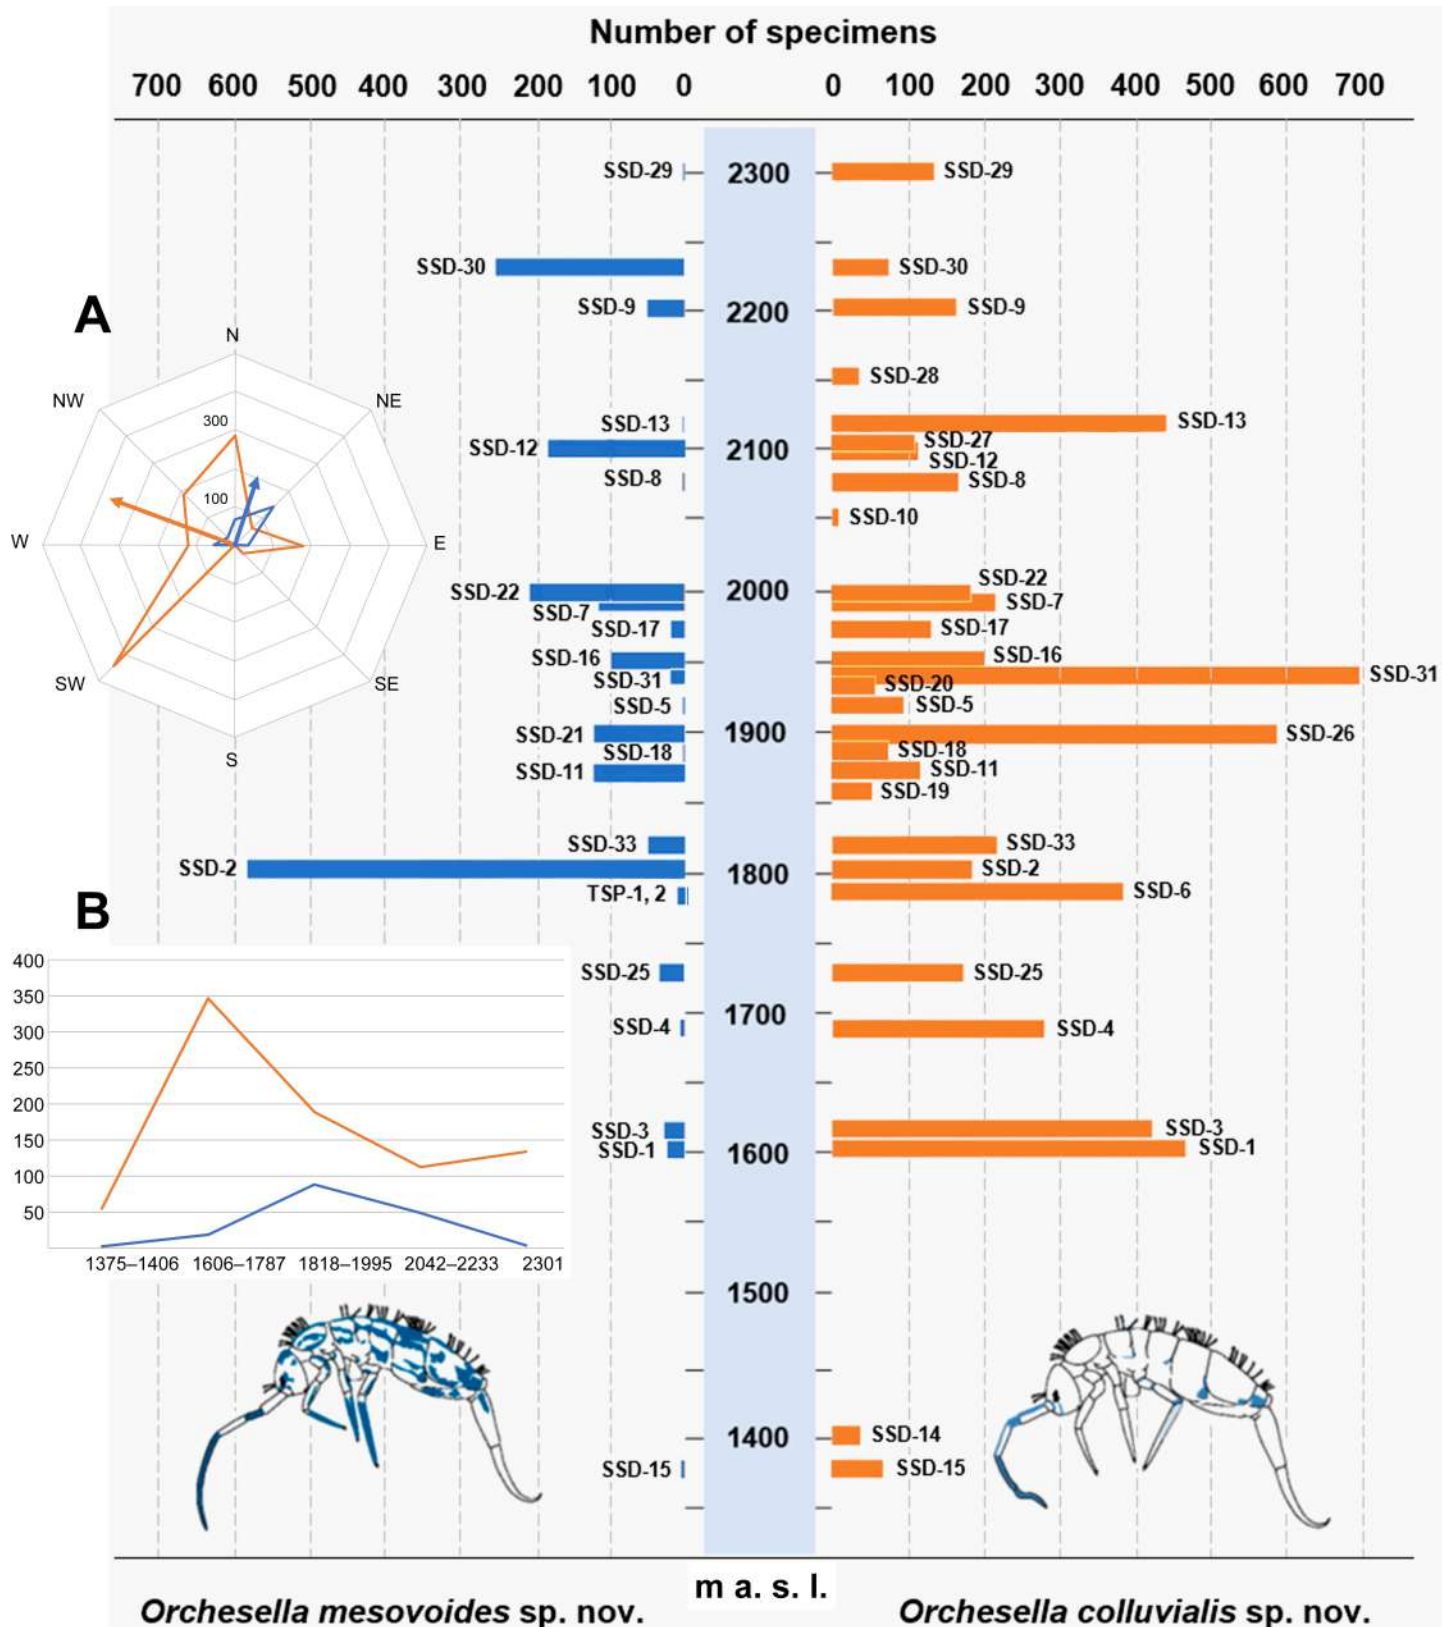 Number of specimens
700 600 500 400 300 200 100 0 0 100 200 300 400 500 600 700
SSD-29 2300 SSD-29
SSD-30 SSD-30
SSD-9 2200 SSD-9
SSD-28
SSD-13 SSD-13
SSD-27
SSD-12 2100 SSD-12
SSD-8 SSD-8
SSD-10
SSD-22 2000 SSD-22
SSD-7 SSD-7
SSD-17 SSD-17
SSD-16 SSD-16
SSD-31 SSD-31
SSD-20
SSD-5 SSD-5
SSD-21 1900 SSD-26
SSD-18 SSD-18
SSD-11 SSD-11
SSD-19
SSD-33 SSD-33
SSD-2 1800 SSD-2
TSP-1, 2 SSD-6
SSD-25 SSD-25
SSD-4 1700 SSD-4
SSD-3 SSD-3
SSD-1 1600 SSD-1
1500
1400 SSD-14
SSD-15 SSD-15
m a. s. l.
Orchesella mesovoides sp. nov. Orchesella colluvialis sp. nov.
A
N
NW NE
300
100
W E
SW SE
S
B
400
350
300
250
200
150
100
50
1375–1406 1606–1787 1818–1995 2042–2233 2301